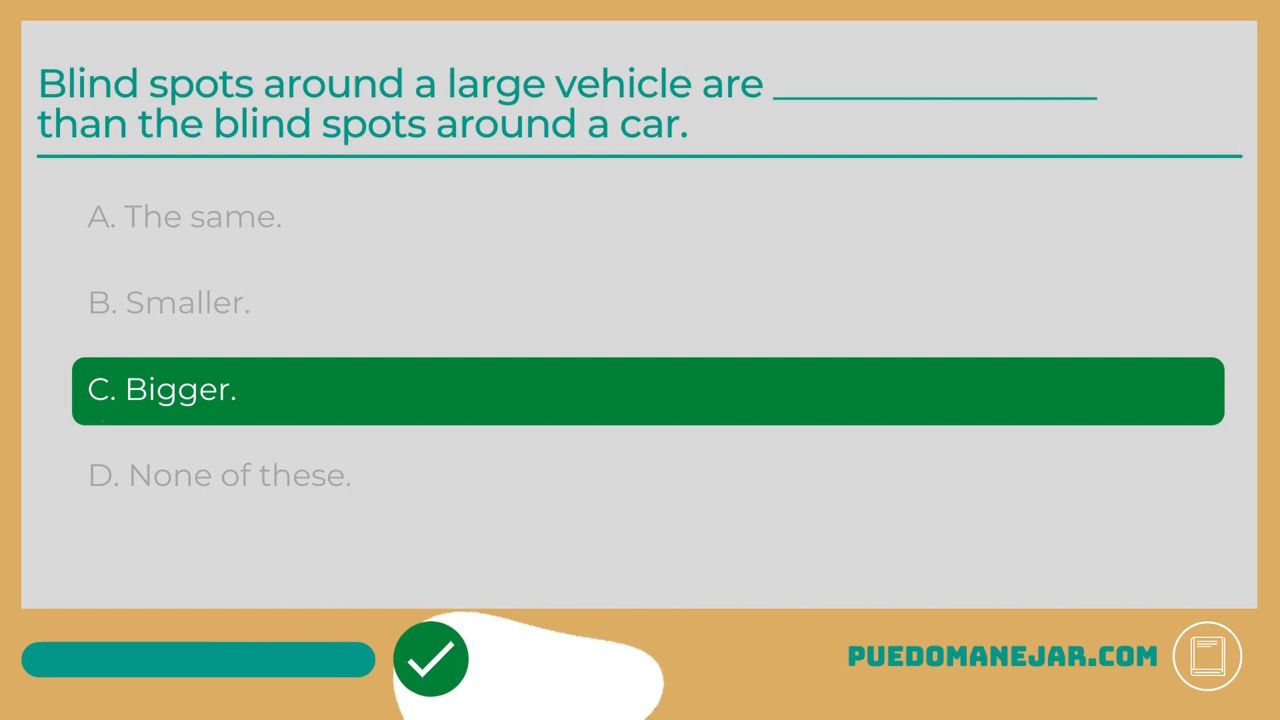 Blind spots around a large vehicle are ________________
than the blind spots around a car.
A. The same.
B. Smaller.
C. Bigger.
D. None of these.
PUEDOMANEJAR.COM